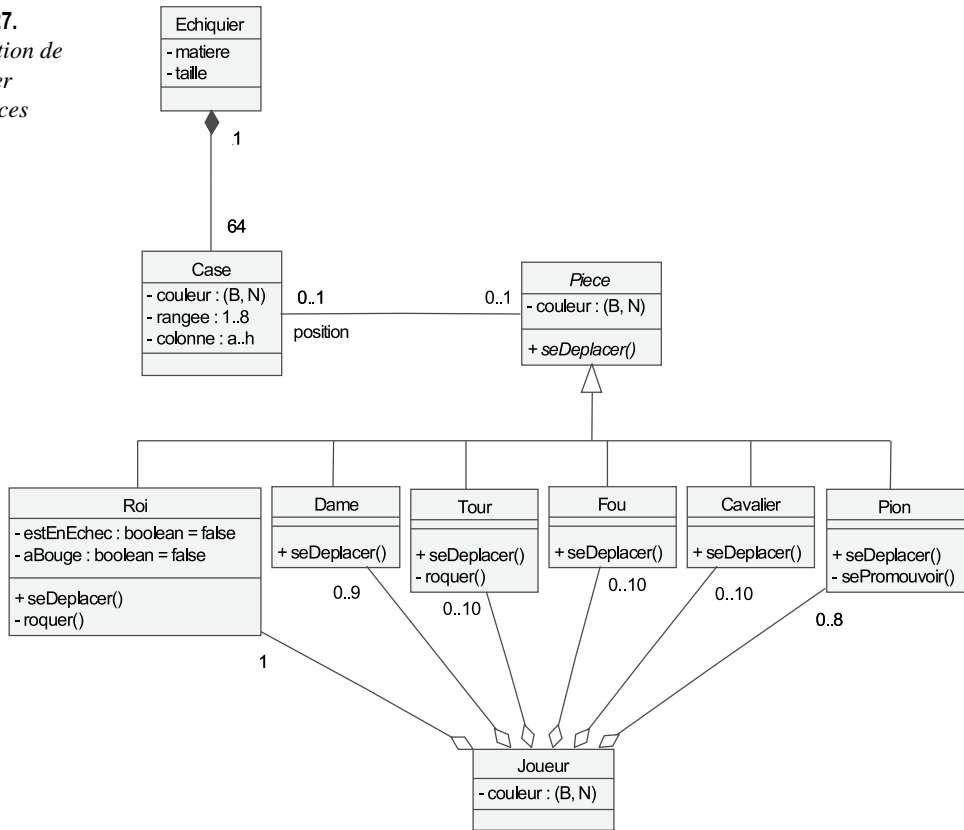 27.
tion de
er
ces
Echiquier
- matiere
- taille
1
64
Case
- couleur : (B, N)
- rangee : 1..8
- colonne : a..h
0..1
position
0..1
Piece
- couleur : (B, N)
+ seDeplacer()
Roi
- estEnEchec : boolean = false
- aBouge : boolean = false
+ seDeplacer()
- roquer()
Dame
+ seDeplacer()
Tour
+ seDeplacer()
- roquer()
Fou
+ seDeplacer()
Cavalier
+ seDeplacer()
Pion
+ seDeplacer()
- sePromouvoir()
1
0..9
0..10
0..10
0..10
0..8
Joueur
- couleur : (B, N)